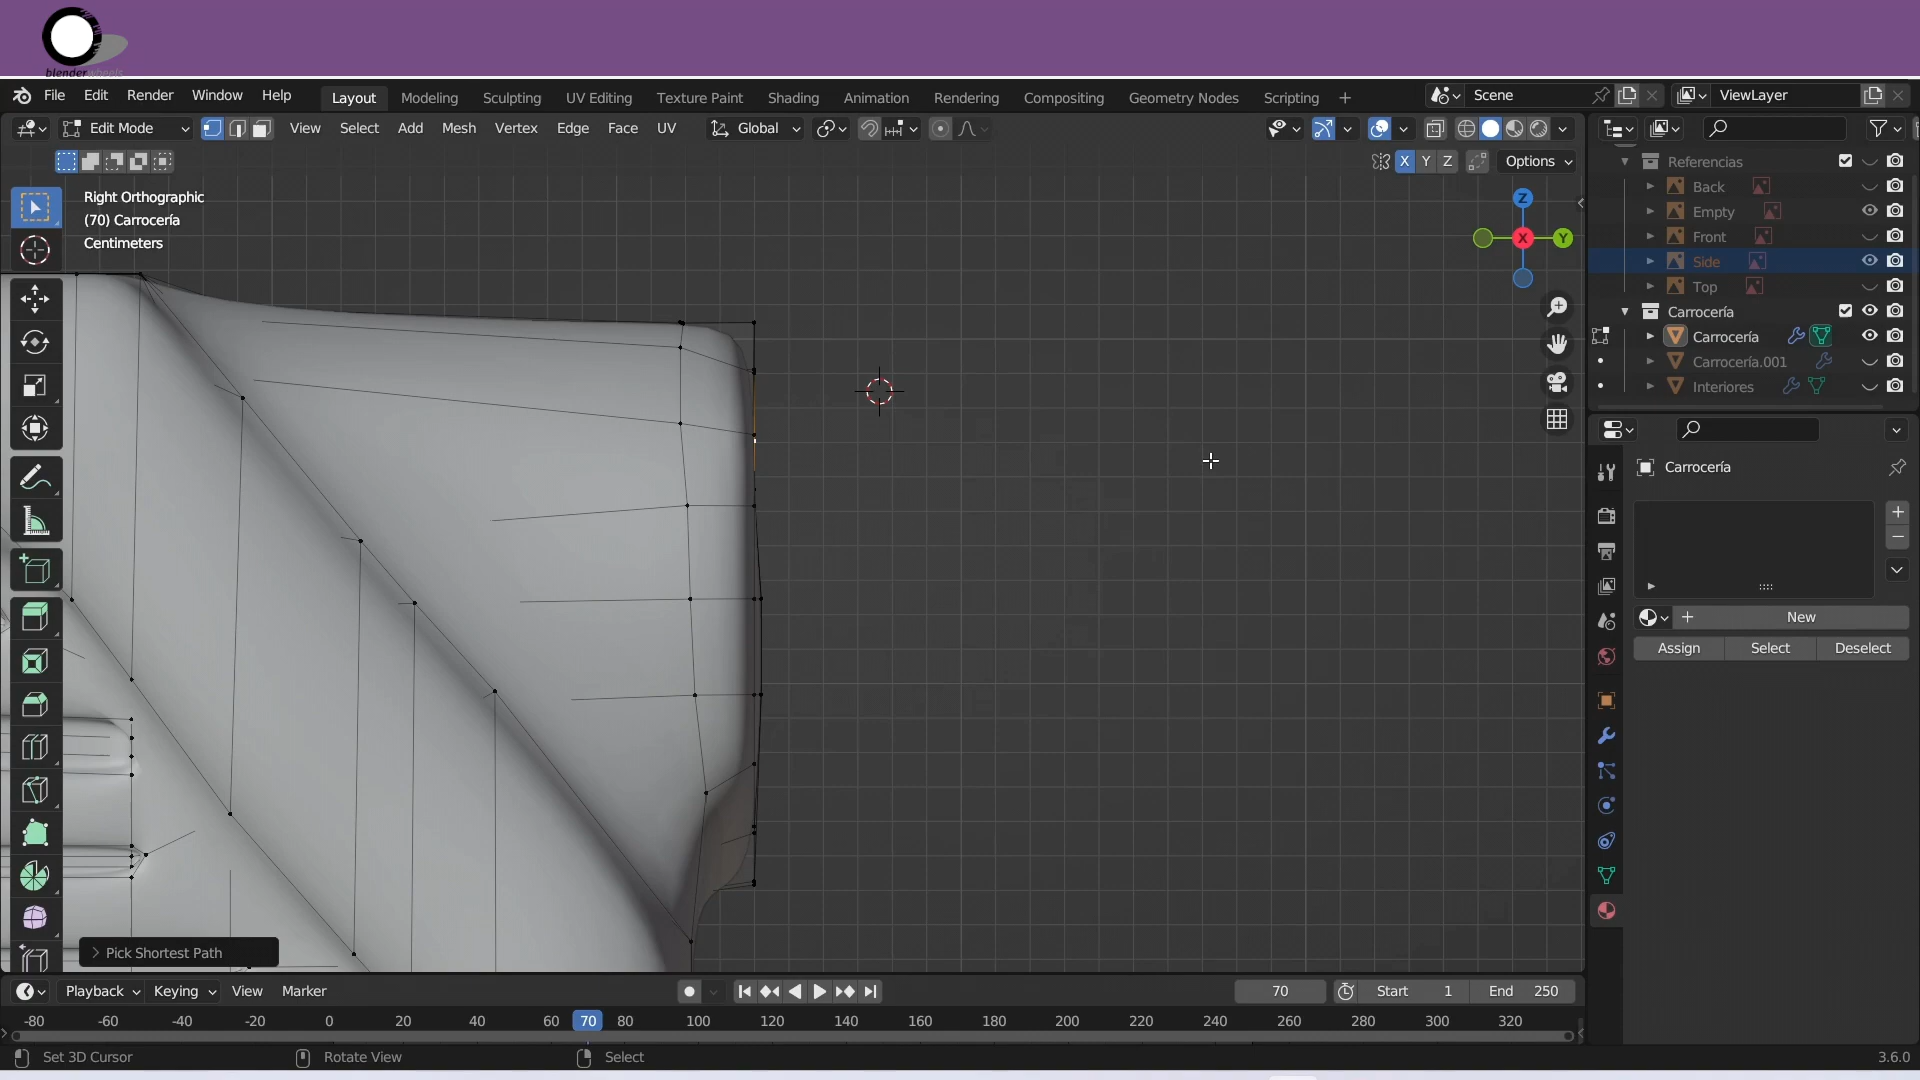 blenderwheels
File Edit Render Window Help Layout Modeling Sculpting UV Editing Texture Paint Shading Animation Rendering Compositing Geometry Nodes Scripting + Scene ViewLayer
Edit Mode View Select Add Mesh Vertex Edge Face UV Global
X Y Z Options
Right Orthographic
(70) Carrocería
Centimeters
Z
X
Y
Referencias
Back
Empty
Front
Side
Top
Carrocería
Carrocería
Carrocería.001
Interiores
Carrocería
New
Assign Select Deselect
Pick Shortest Path
Playback Keying View Marker 70 Start 1 End 250
-80 -60 -40 -20 0 20 40 60 70 80 100 120 140 160 180 200 220 240 260 280 300 320
Set 3D Cursor Rotate View Select 3.6.0